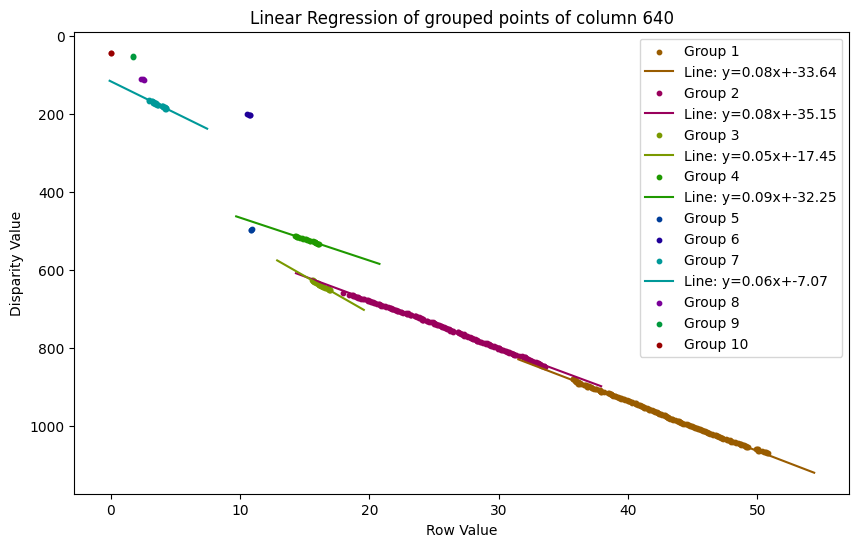 Linear Regression of grouped points of column 640
0
200
400
600
800
1000
Disparity Value
0
10
20
30
40
50
Row Value
Group 1
Line: y=0.08x+-33.64
Group 2
Line: y=0.08x+-35.15
Group 3
Line: y=0.05x+-17.45
Group 4
Line: y=0.09x+-32.25
Group 5
Group 6
Group 7
Line: y=0.06x+-7.07
Group 8
Group 9
Group 10